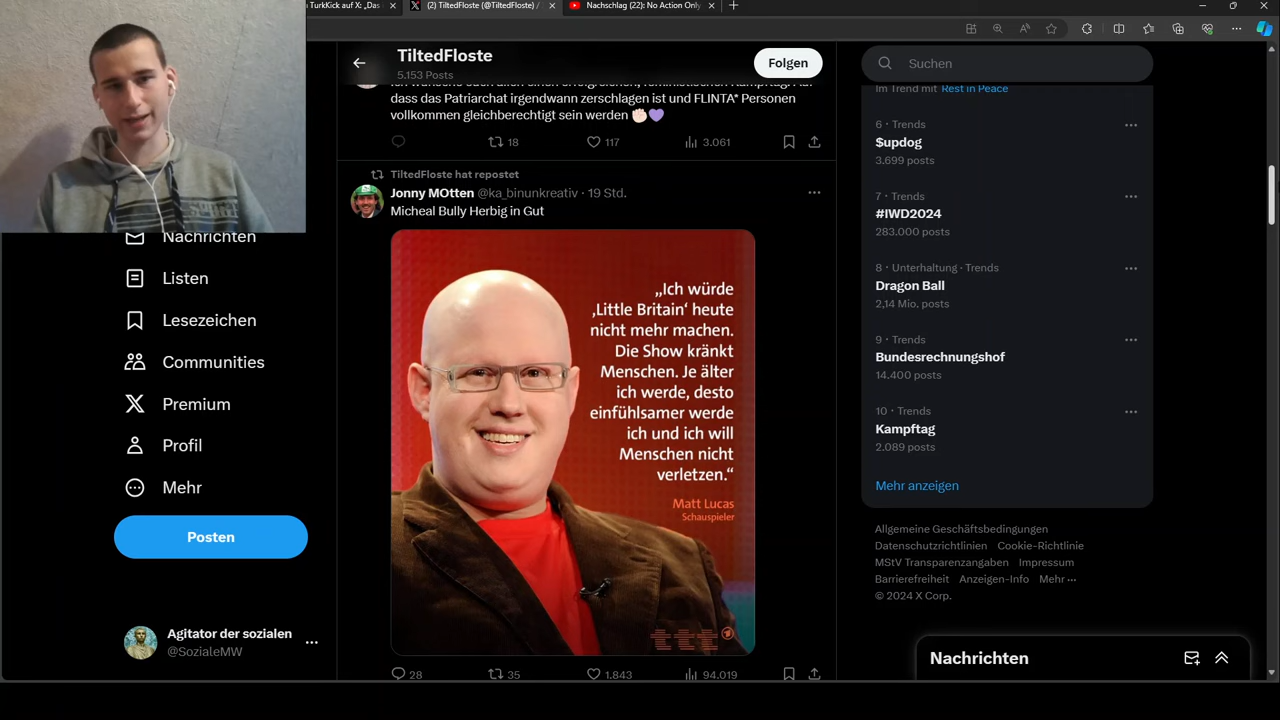 TurkKick auf X: „Das
(2) TiltedFloste (@TiltedFloste) /
Nachschlag (22): No Action Only
TiltedFloste
5.153 Posts
Folgen
dass das Patriarchat irgendwann zerschlagen ist und FLINTA* Personen
vollkommen gleichberechtigt sein werden ✊🏻💜
18
117
3.061
TiltedFloste hat repostet
Jonny MOtten @ka_binunkreativ · 19 Std.
Micheal Bully Herbig in Gut
„Ich würde
‚Little Britain‘ heute
nicht mehr machen.
Die Show kränkt
Menschen. Je älter
ich werde, desto
einfühlsamer werde
ich und ich will
Menschen nicht
verletzen.“
Matt Lucas
Schauspieler
ttt
28
35
1.843
94.019
Nachrichten
Listen
Lesezeichen
Communities
Premium
Profil
Mehr
Posten
Agitator der sozialen
@SozialeMW
Suchen
Im Trend mit Rest in Peace
6 · Trends
$updog
3.699 posts
7 · Trends
#IWD2024
283.000 posts
8 · Unterhaltung · Trends
Dragon Ball
2,14 Mio. posts
9 · Trends
Bundesrechnungshof
14.400 posts
10 · Trends
Kampftag
2.089 posts
Mehr anzeigen
Allgemeine Geschäftsbedingungen
Datenschutzrichtlinien Cookie-Richtlinie
MStV Transparenzangaben Impressum
Barrierefreiheit Anzeigen-Info Mehr ···
© 2024 X Corp.
Nachrichten